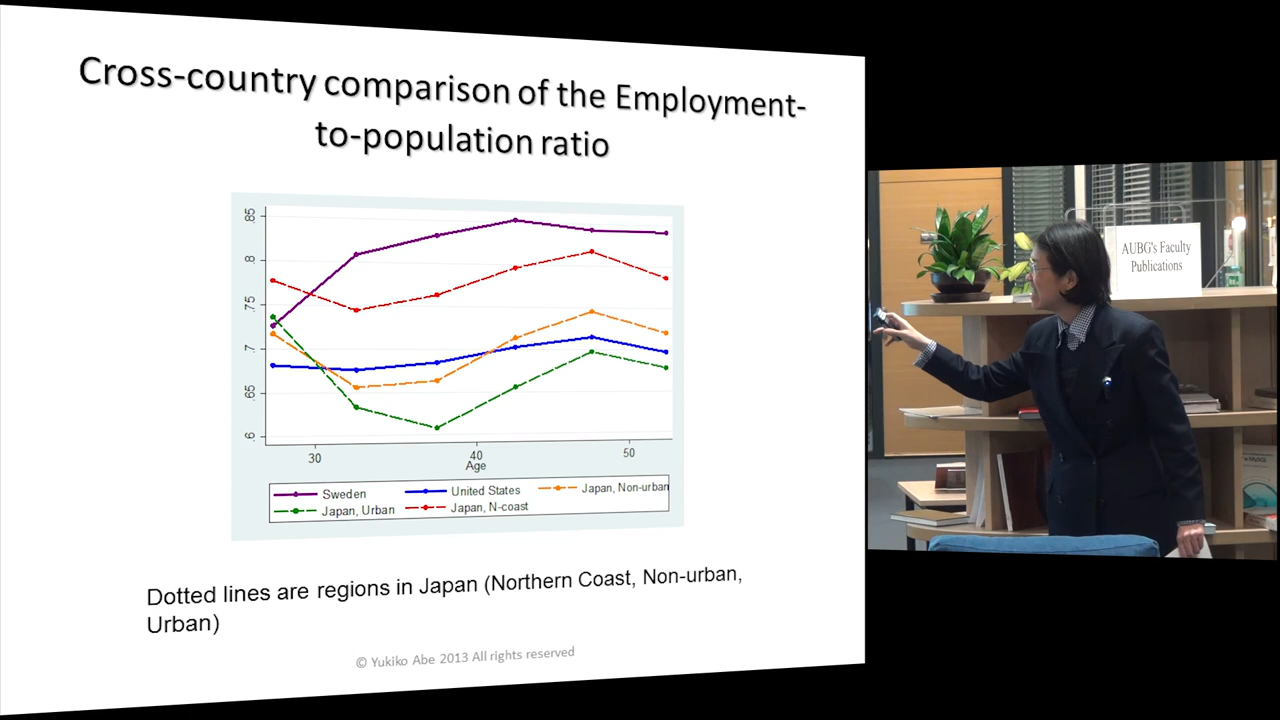 Cross-country comparison of the Employment-
to-population ratio
.85
.8
.75
.7
.65
.6
30
40
50
Age
Sweden
United States
Japan, Non-urban
Japan, Urban
Japan, N-coast
Dotted lines are regions in Japan (Northern Coast, Non-urban,
Urban)
© Yukiko Abe 2013 All rights reserved
AUBG's Faculty
Publications